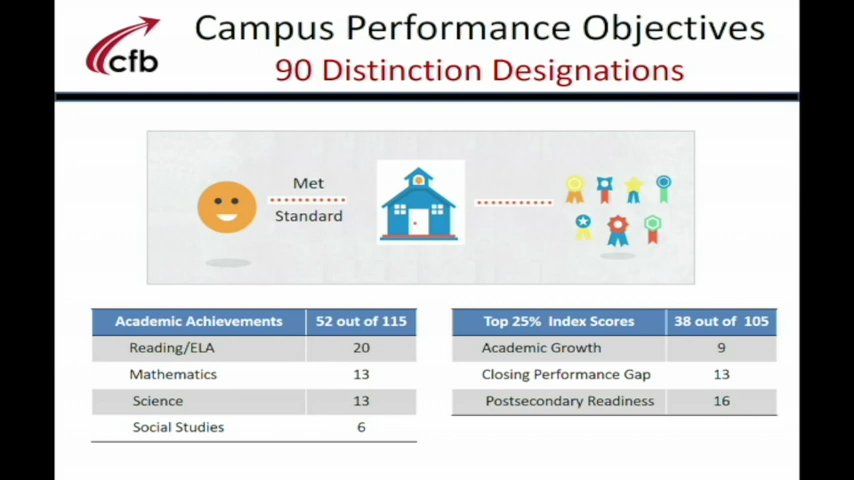 cfb
Campus Performance Objectives
90 Distinction Designations
Met
Standard
Academic Achievements 52 out of 115
Reading/ELA 20
Mathematics 13
Science 13
Social Studies 6
Top 25% Index Scores 38 out of 105
Academic Growth 9
Closing Performance Gap 13
Postsecondary Readiness 16